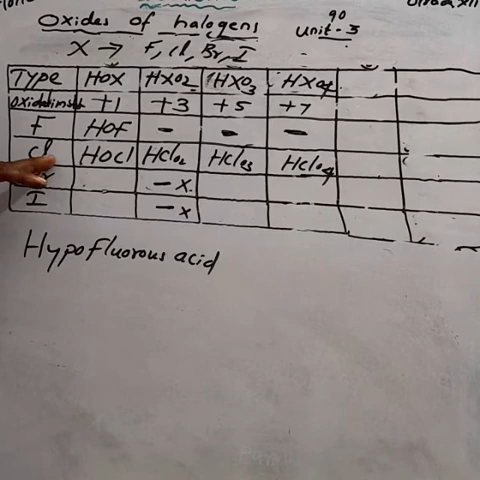 Oxides of halogens
90
unit-3
X → F, Cl, Br, I
Type HOX HXO2 HXO3 HXO4
+1 +3 +5 +7
F HOF - - -
Cl HOCl HClO2 HClO3 HClO4
- x
I - x
Hypofluorous acid